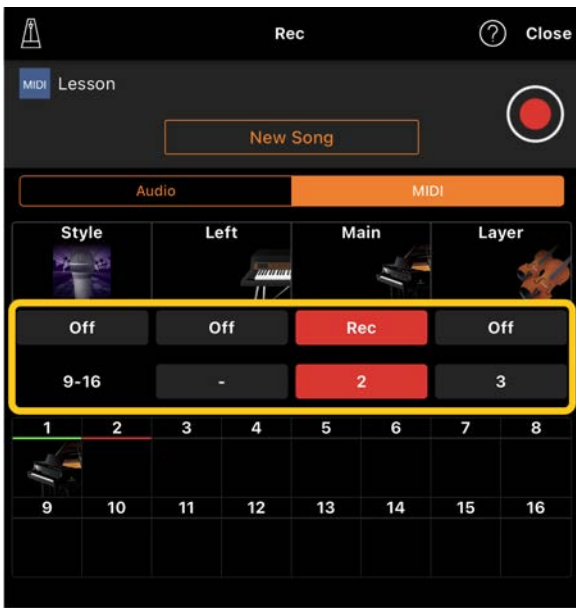 Rec
? Close
MIDI Lesson
New Song
Audio MIDI
Style Left Main Layer
Off Off Rec Off
9-16 - 2 3
1 2 3 4 5 6 7 8
9 10 11 12 13 14 15 16